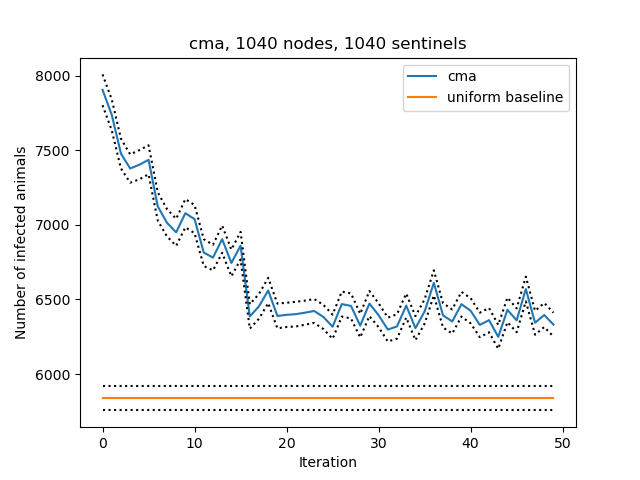 cma, 1040 nodes, 1040 sentinels
cma
uniform baseline
8000
7500
7000
6500
6000
Number of infected animals
0
10
20
30
40
50
Iteration